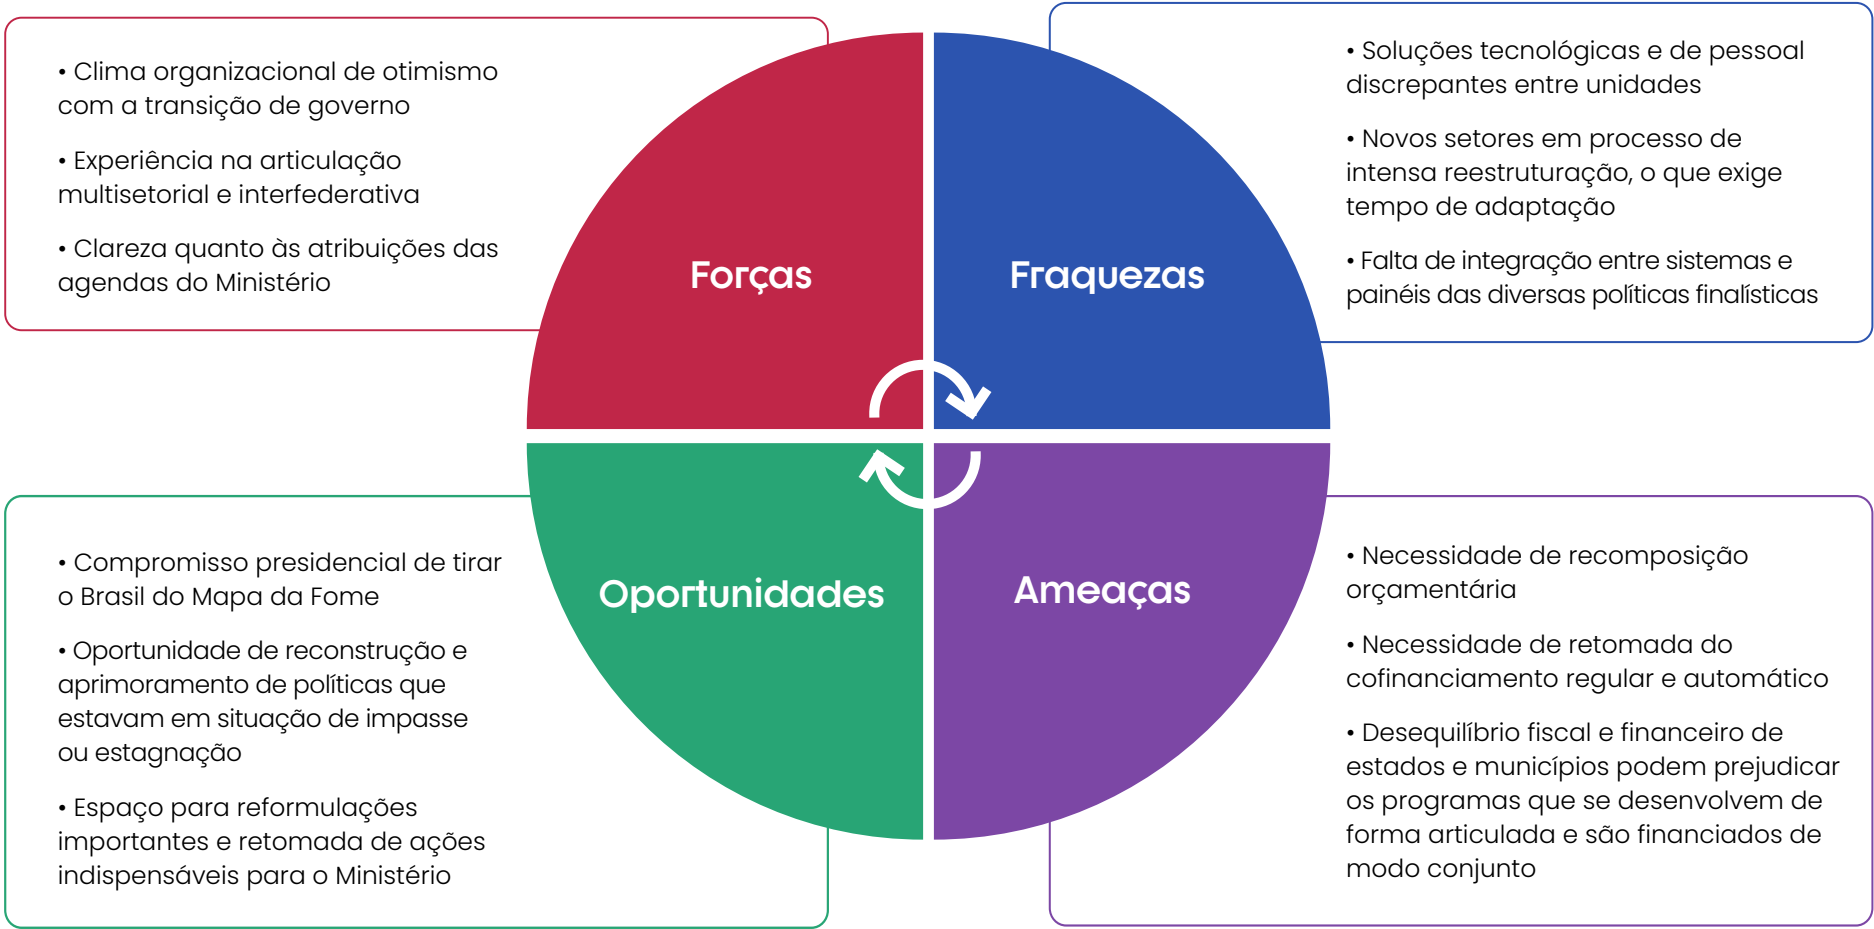 • Clima organizacional de otimismo
com a transição de governo
• Experiência na articulação
multisetorial e interfederativa
• Clareza quanto às atribuições das
agendas do Ministério
Forças
Fraquezas
• Soluções tecnológicas e de pessoal
discrepantes entre unidades
• Novos setores em processo de
intensa reestruturação, o que exige
tempo de adaptação
• Falta de integração entre sistemas e
painéis das diversas políticas finalísticas
• Compromisso presidencial de tirar
o Brasil do Mapa da Fome
• Oportunidade de reconstrução e
aprimoramento de políticas que
estavam em situação de impasse
ou estagnação
• Espaço para reformulações
importantes e retomada de ações
indispensáveis para o Ministério
Oportunidades
Ameaças
• Necessidade de recomposição
orçamentária
• Necessidade de retomada do
cofinanciamento regular e automático
• Desequilíbrio fiscal e financeiro de
estados e municípios podem prejudicar
os programas que se desenvolvem de
forma articulada e são financiados de
modo conjunto